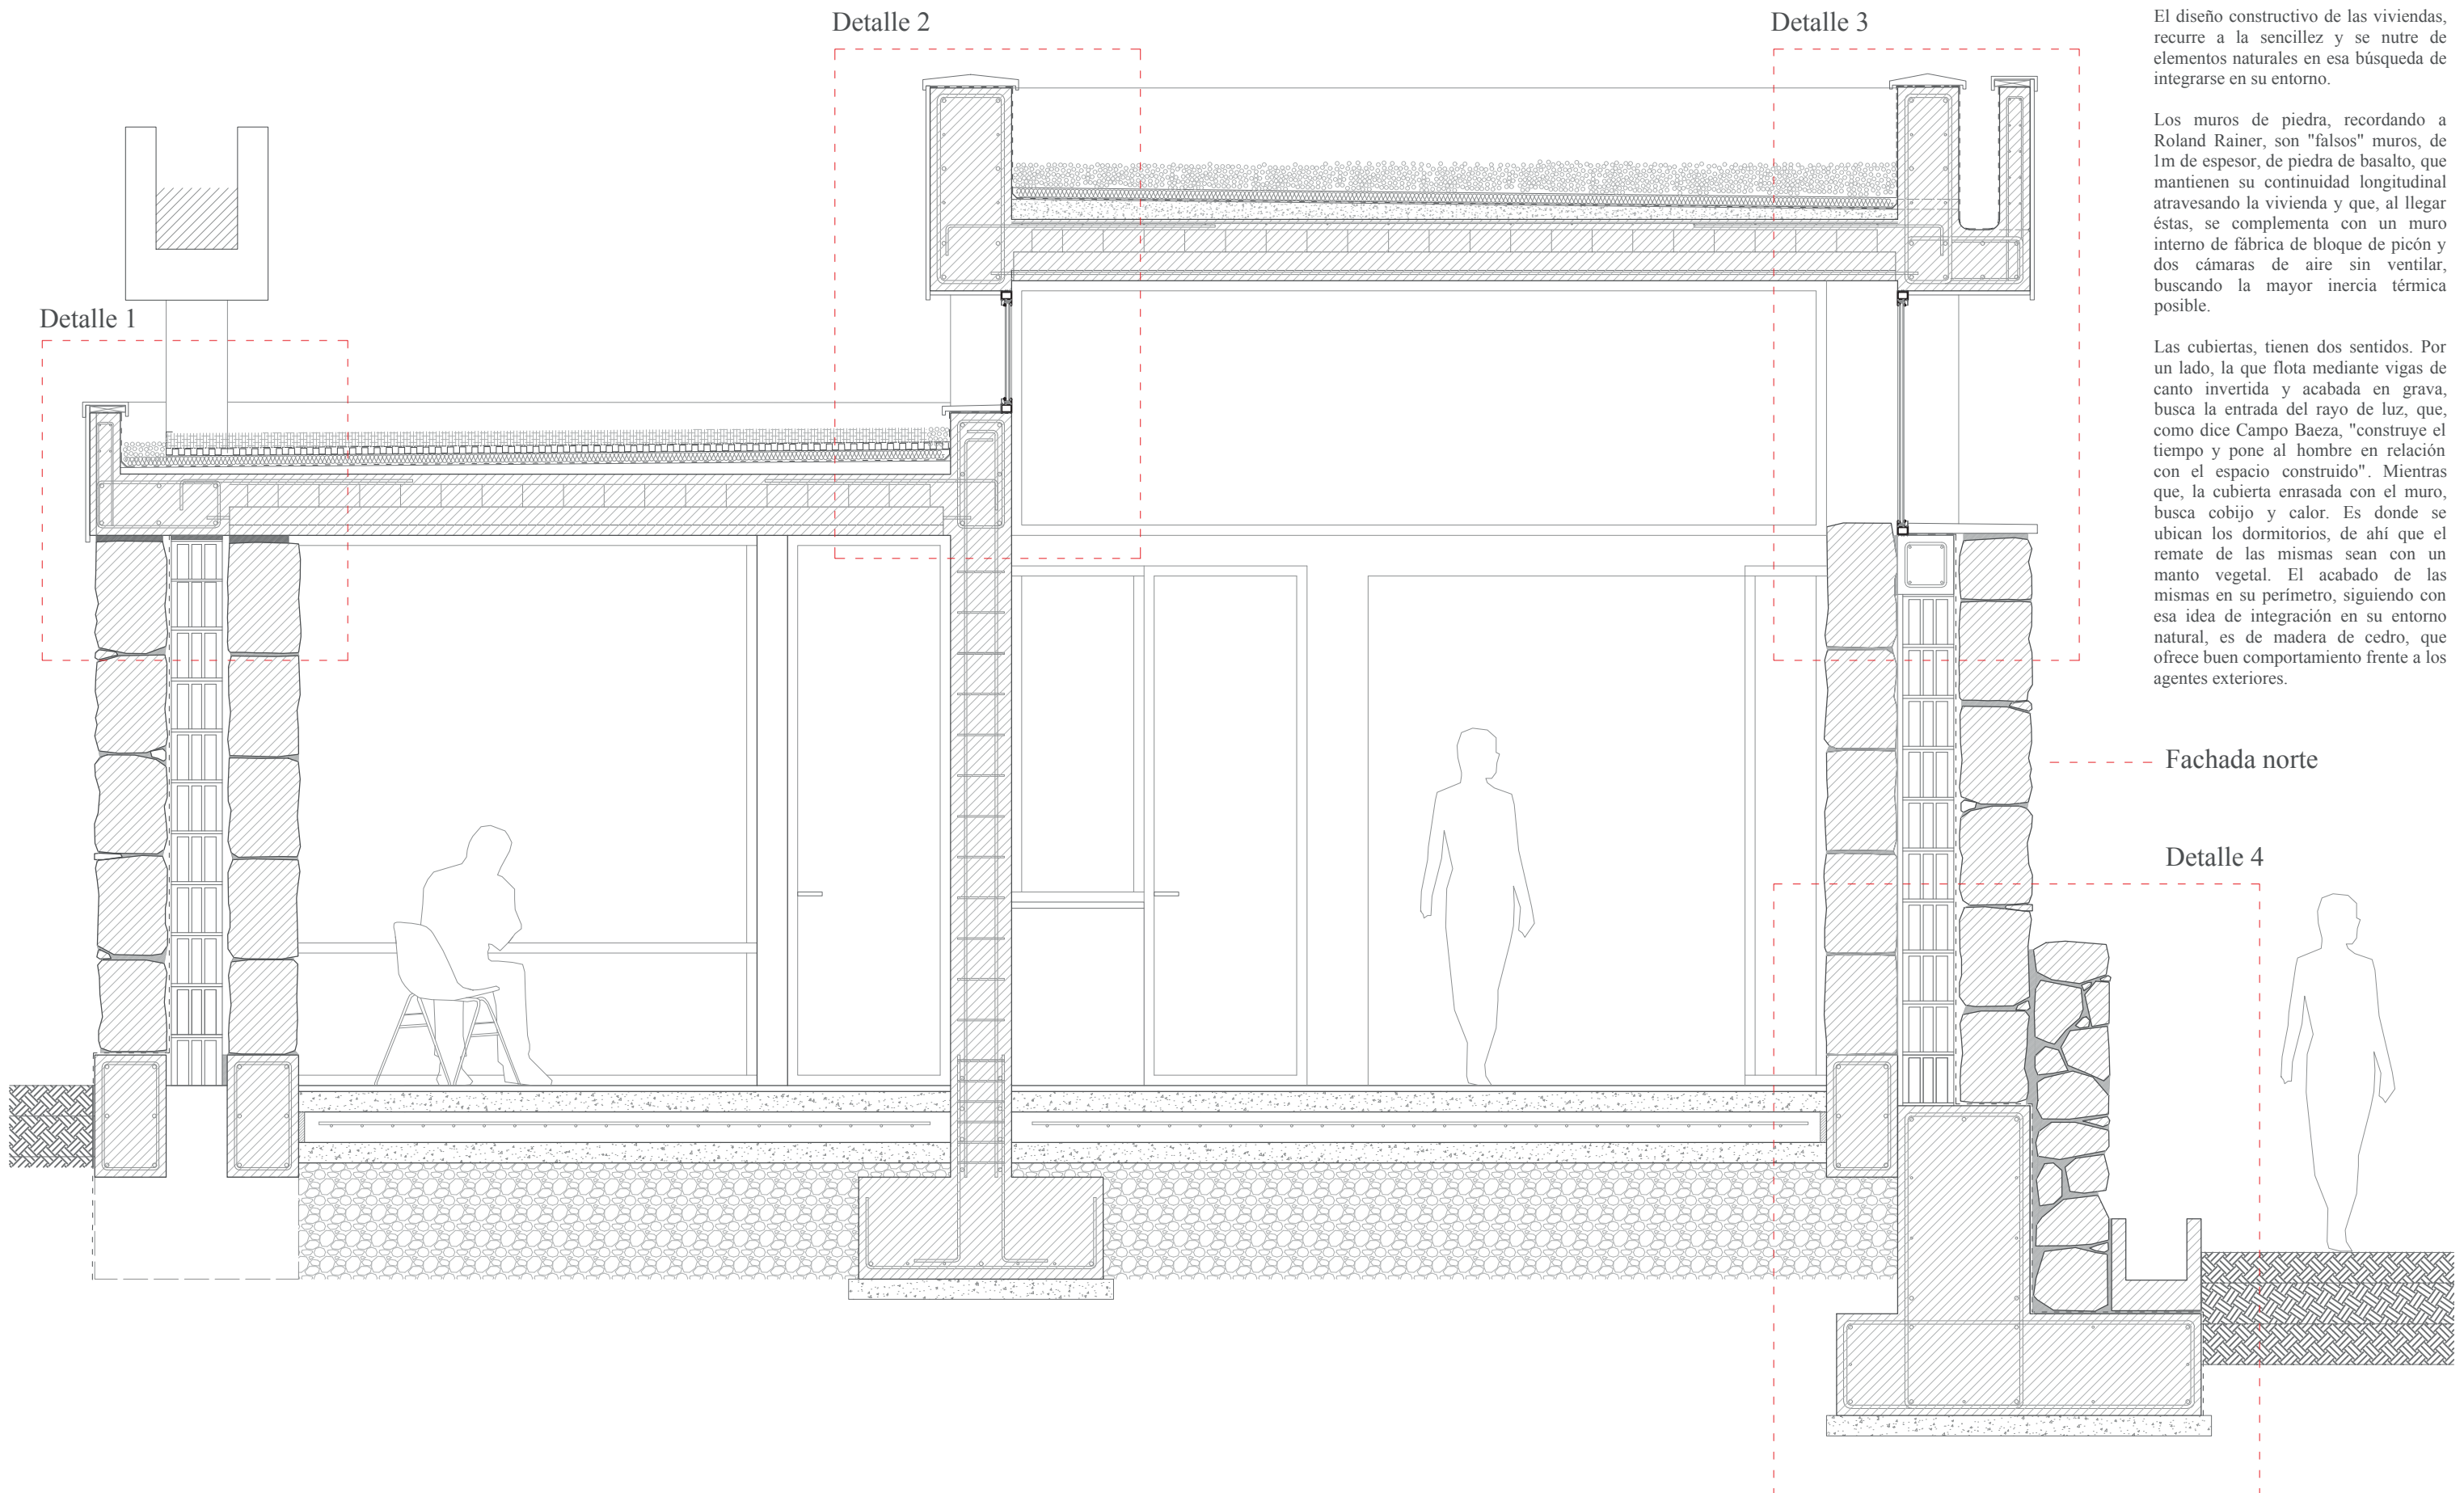 Detalle 2
Detalle 3
El diseño constructivo de las viviendas,
recurre a la sencillez y se nutre de
elementos naturales en esa búsqueda de
integrarse en su entorno.
Los muros de piedra, recordando a
Roland Rainer, son "falsos" muros, de
1m de espesor, de piedra de basalto, que
mantienen su continuidad longitudinal
atravesando la vivienda y que, al llegar
éstas, se complementa con un muro
interno de fábrica de bloque de picón y
dos cámaras de aire sin ventilar,
buscando la mayor inercia térmica
posible.
Las cubiertas, tienen dos sentidos. Por
un lado, la que flota mediante vigas de
canto invertida y acabada en grava,
busca la entrada del rayo de luz, que,
como dice Campo Baeza, "construye el
tiempo y pone al hombre en relación
con el espacio construido". Mientras
que, la cubierta enrasada con el muro,
busca cobijo y calor. Es donde se
ubican los dormitorios, de ahí que el
remate de las mismas sean con un
manto vegetal. El acabado de las
mismas en su perímetro, siguiendo con
esa idea de integración en su entorno
natural, es de madera de cedro, que
ofrece buen comportamiento frente a los
agentes exteriores.
Detalle 1
Fachada norte
Detalle 4